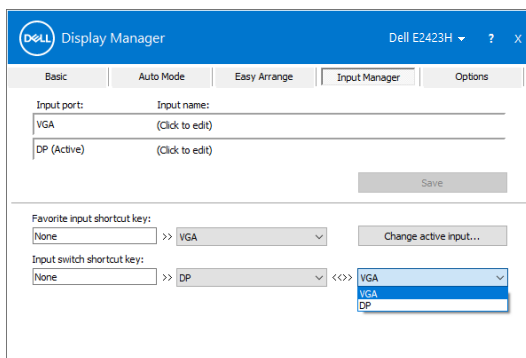 DELL Display Manager Dell E2423H ? X
Basic Auto Mode Easy Arrange Input Manager Options
Input port: Input name:
VGA (Click to edit)
DP (Active) (Click to edit)
Save
Favorite input shortcut key:
None >> VGA Change active input...
Input switch shortcut key:
None >> DP <<>> VGA
VGA
DP